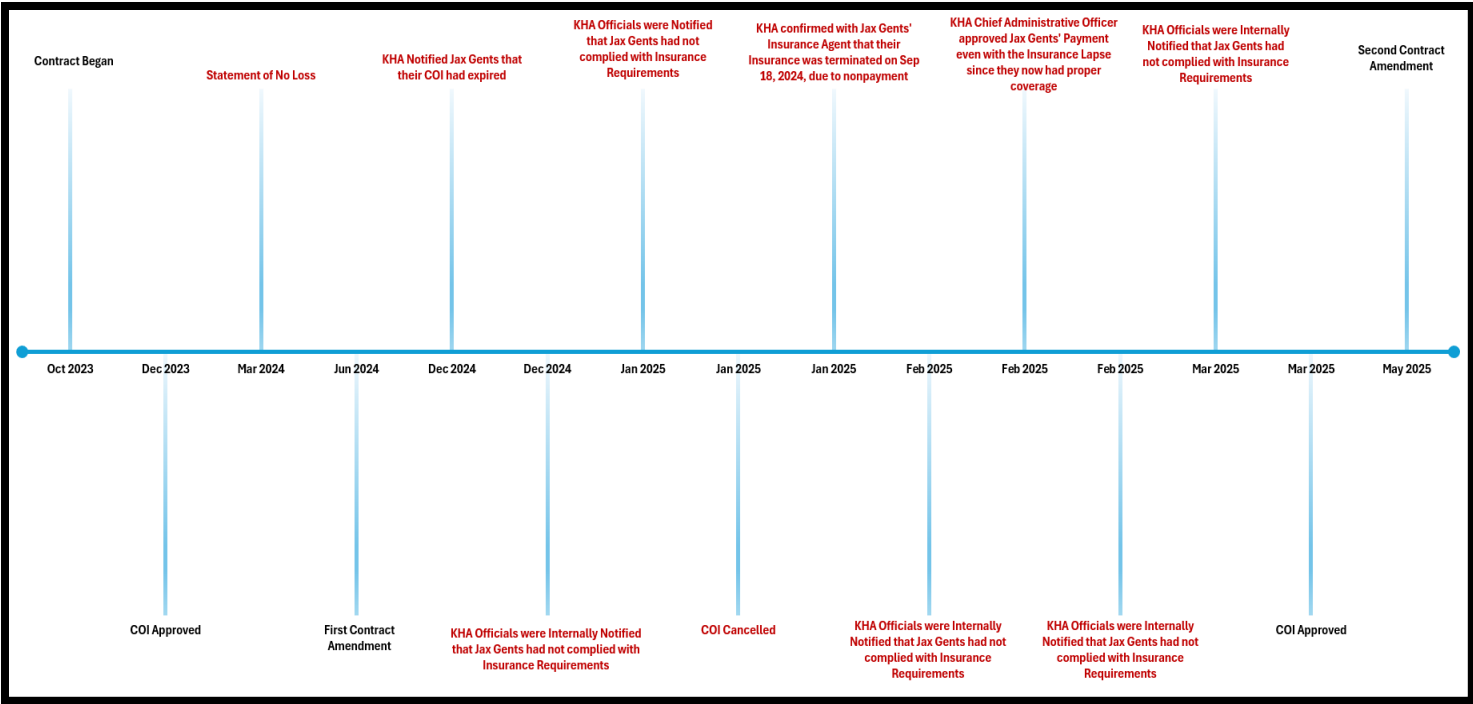 Contract Began
Statement of No Loss
KHA Notified Jax Gents that
their COI had expired
KHA Officials were Notified
that Jax Gents had not
complied with Insurance
Requirements
KHA confirmed with Jax Gents'
Insurance Agent that their
Insurance was terminated on Sep
18, 2024, due to nonpayment
KHA Chief Administrative Officer
approved Jax Gents' Payment
even with the Insurance Lapse
since they now had proper
coverage
KHA Officials were Internally
Notified that Jax Gents had
not complied with Insurance
Requirements
Second Contract
Amendment
Oct 2023
Dec 2023
Mar 2024
Jun 2024
Dec 2024
Dec 2024
Jan 2025
Jan 2025
Jan 2025
Feb 2025
Feb 2025
Feb 2025
Mar 2025
Mar 2025
May 2025
COI Approved
First Contract
Amendment
KHA Officials were Internally Notified
that Jax Gents had not complied with
Insurance Requirements
COI Cancelled
KHA Officials were Internally
Notified that Jax Gents had not
complied with Insurance
Requirements
KHA Officials were Internally
Notified that Jax Gents had not
complied with Insurance
Requirements
COI Approved